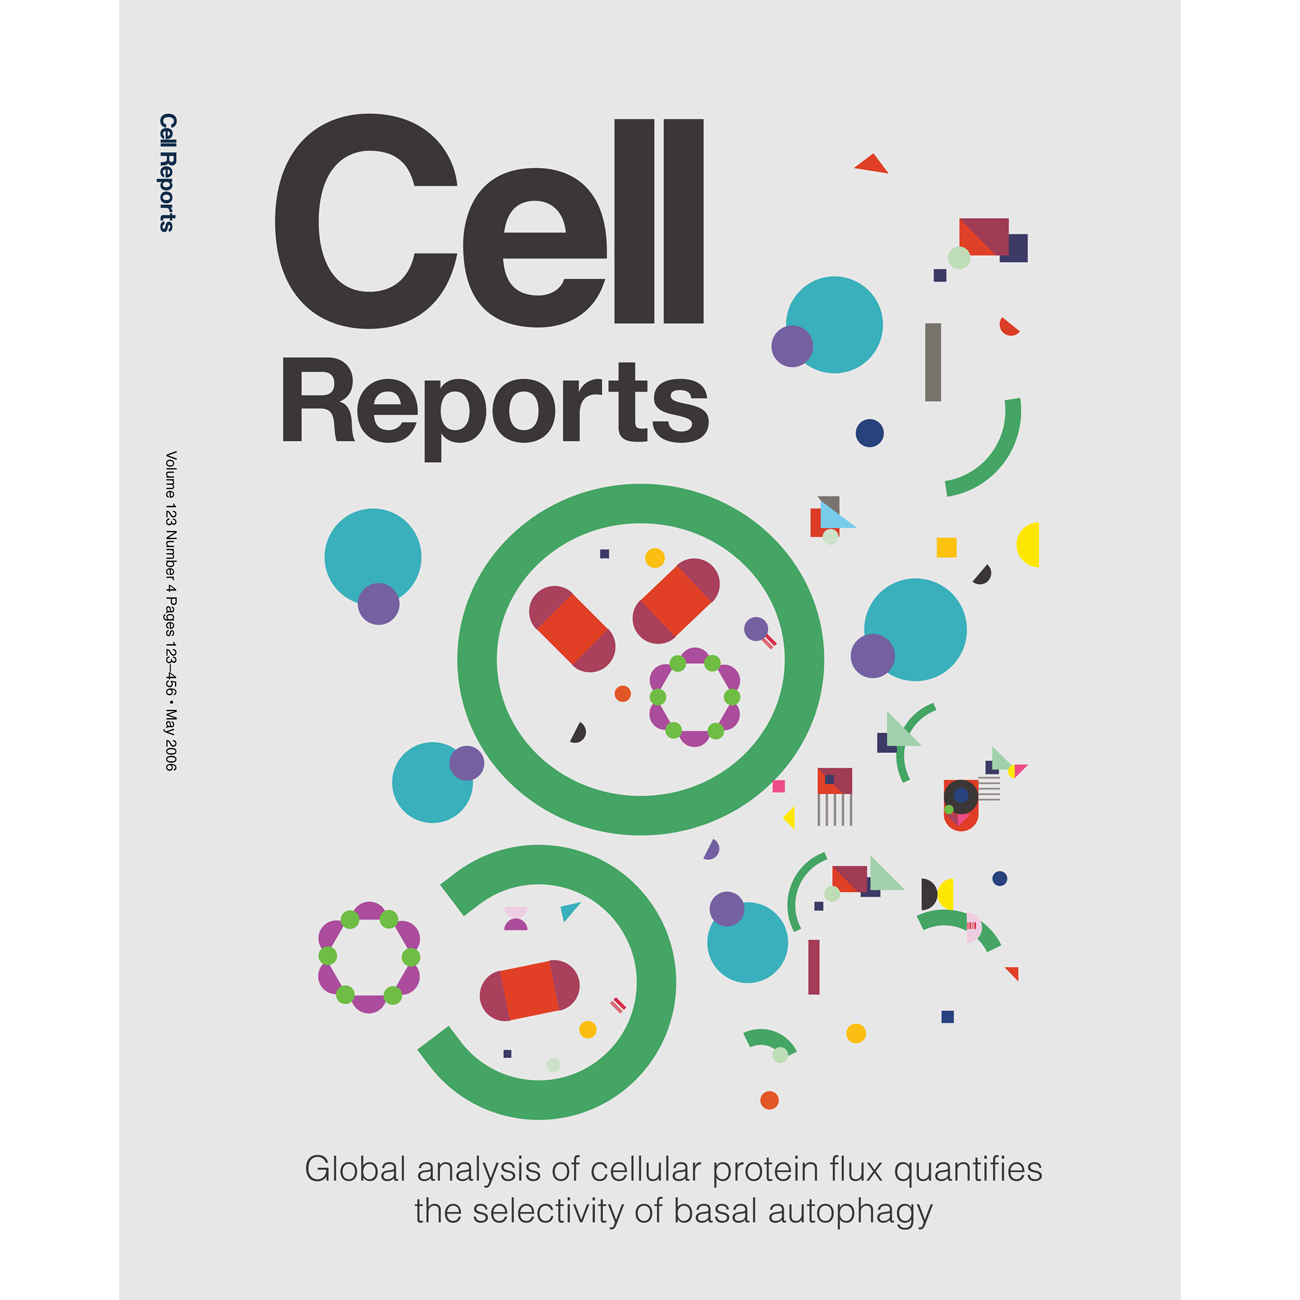 Cell Reports
Volume 123 Number 4 Pages 123–456 • May 2006
Cell
Reports
Global analysis of cellular protein flux quantifies
the selectivity of basal autophagy